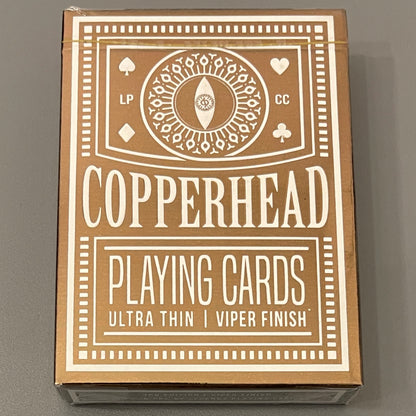 LP CC
COPPERHEAD
PLAYING CARDS
ULTRA THIN | VIPER FINISH